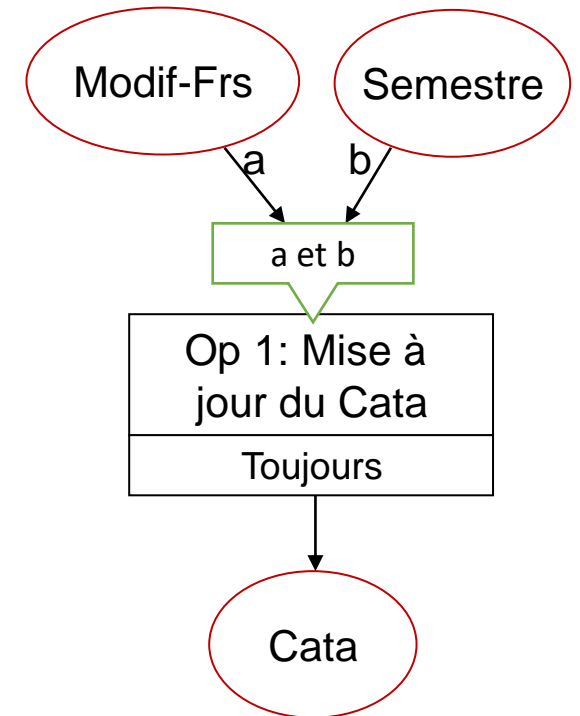 Modif-Frs
Semestre
a
b
a et b
Op 1: Mise à
jour du Cata
Toujours
Cata